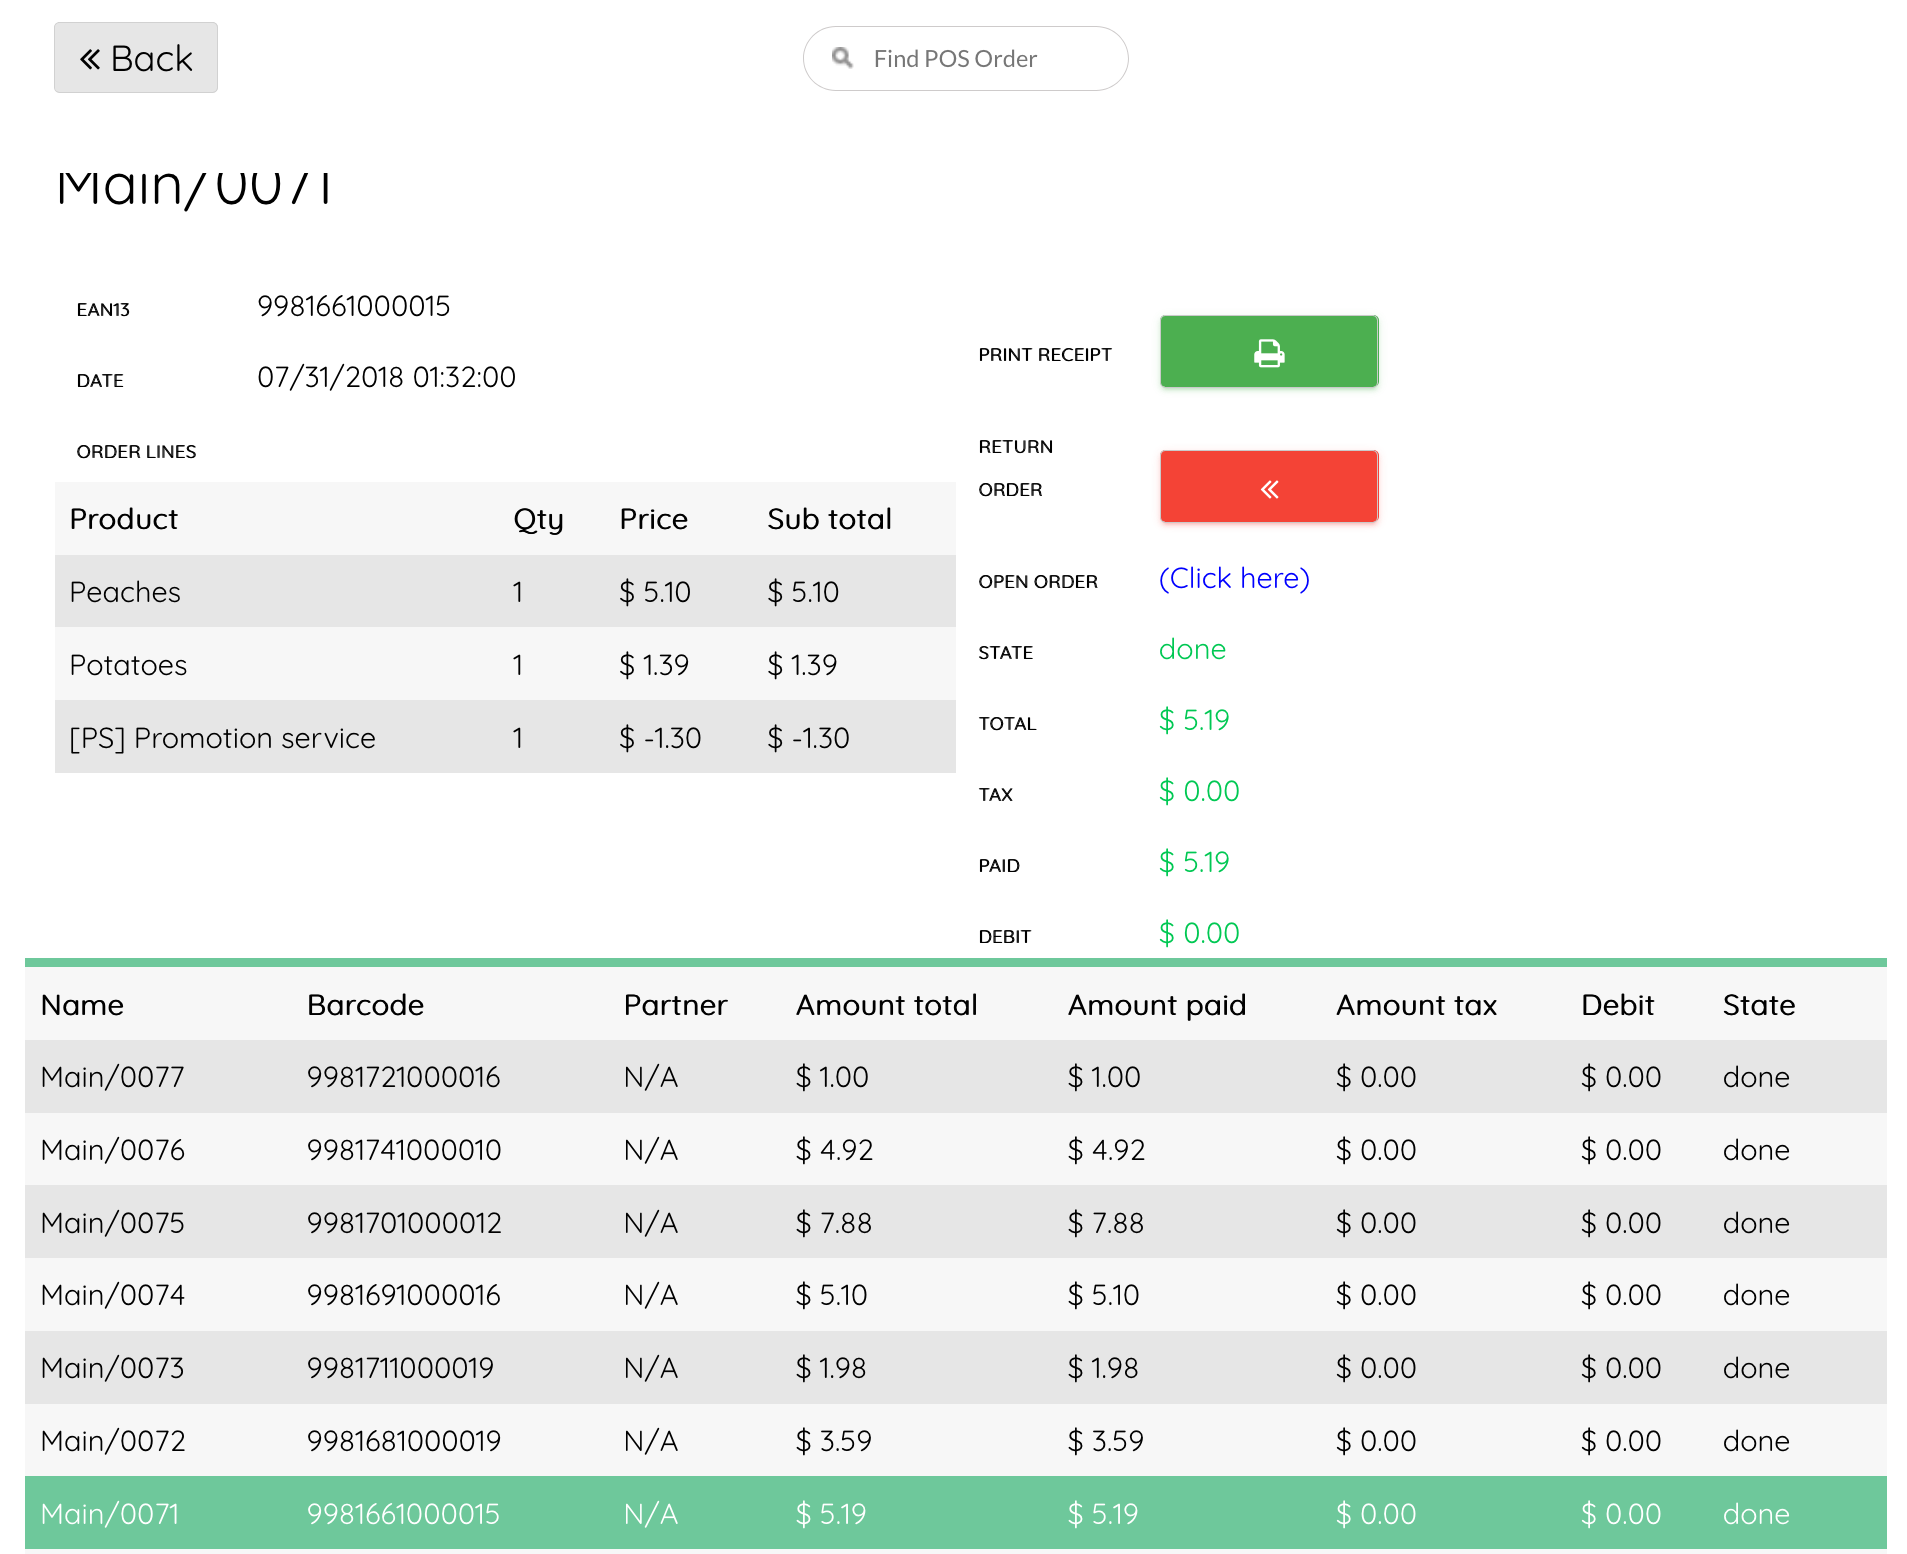 « Back
Find POS Order
Main/0071
EAN13 9981661000015
DATE 07/31/2018 01:32:00
ORDER LINES
Product Qty Price Sub total
Peaches 1 $ 5.10 $ 5.10
Potatoes 1 $ 1.39 $ 1.39
[PS] Promotion service 1 $ -1.30 $ -1.30
PRINT RECEIPT
RETURN
ORDER «
OPEN ORDER (Click here)
STATE done
TOTAL $ 5.19
TAX $ 0.00
PAID $ 5.19
DEBIT $ 0.00
Name Barcode Partner Amount total Amount paid Amount tax Debit State
Main/0077 9981721000016 N/A $ 1.00 $ 1.00 $ 0.00 $ 0.00 done
Main/0076 9981741000010 N/A $ 4.92 $ 4.92 $ 0.00 $ 0.00 done
Main/0075 9981701000012 N/A $ 7.88 $ 7.88 $ 0.00 $ 0.00 done
Main/0074 9981691000016 N/A $ 5.10 $ 5.10 $ 0.00 $ 0.00 done
Main/0073 9981711000019 N/A $ 1.98 $ 1.98 $ 0.00 $ 0.00 done
Main/0072 9981681000019 N/A $ 3.59 $ 3.59 $ 0.00 $ 0.00 done
Main/0071 9981661000015 N/A $ 5.19 $ 5.19 $ 0.00 $ 0.00 done